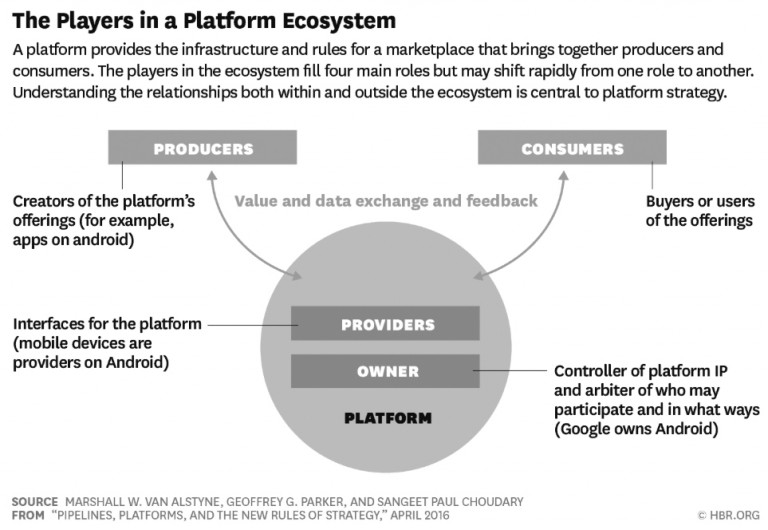 The Players in a Platform Ecosystem
A platform provides the infrastructure and rules for a marketplace that brings together producers and
consumers. The players in the ecosystem fill four main roles but may shift rapidly from one role to another.
Understanding the relationships both within and outside the ecosystem is central to platform strategy.
PRODUCERS
CONSUMERS
Creators of the platform's
offerings (for example,
apps on android)
Value and data exchange and feedback
Buyers or users
of the offerings
Interfaces for the platform
(mobile devices are
providers on Android)
PROVIDERS
OWNER
PLATFORM
Controller of platform IP
and arbiter of who may
participate and in what ways
(Google owns Android)
SOURCE MARSHALL W. VAN ALSTYNE, GEOFFREY G. PARKER, AND SANGEET PAUL CHOUDARY
FROM "PIPELINES, PLATFORMS, AND THE NEW RULES OF STRATEGY," APRIL 2016
© HBR.ORG